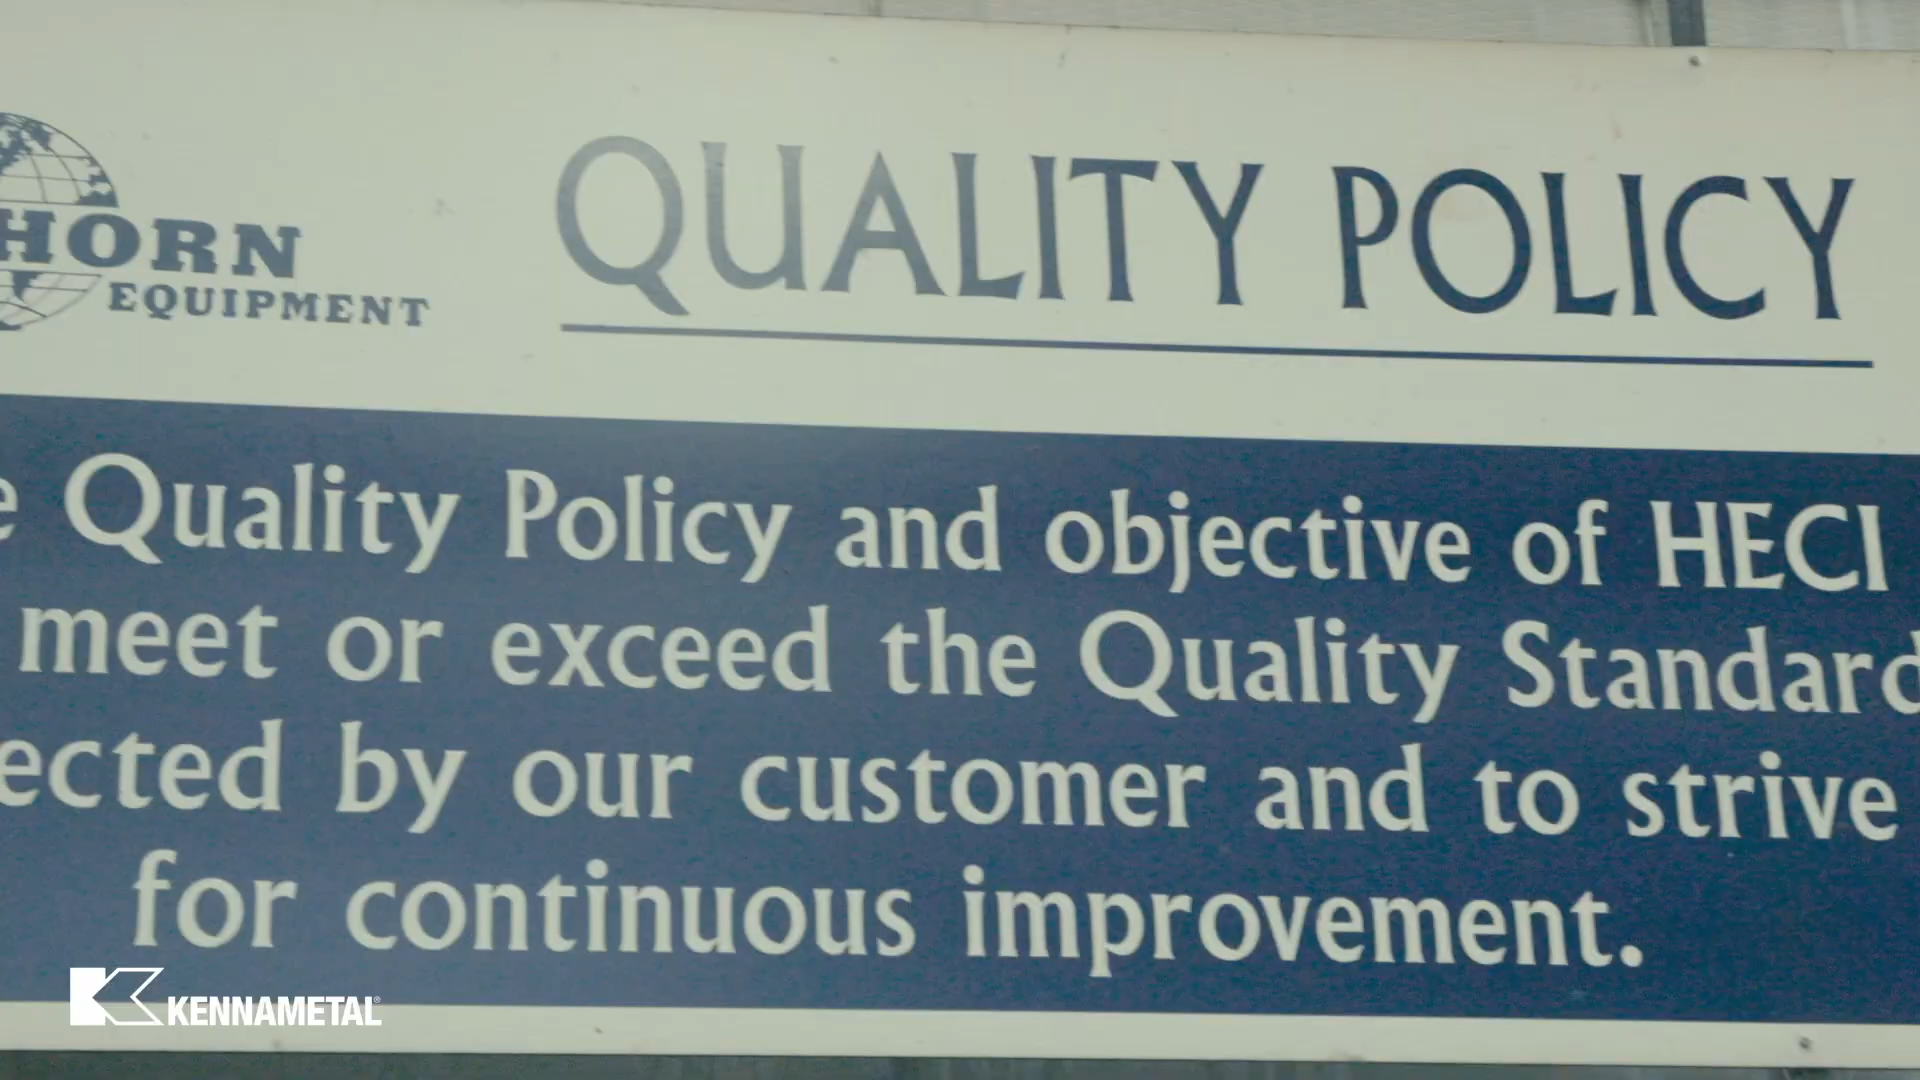 HORN
EQUIPMENT
QUALITY POLICY
e Quality Policy and objective of HECI
meet or exceed the Quality Standard
ected by our customer and to strive
for continuous improvement.
KENNAMETAL®